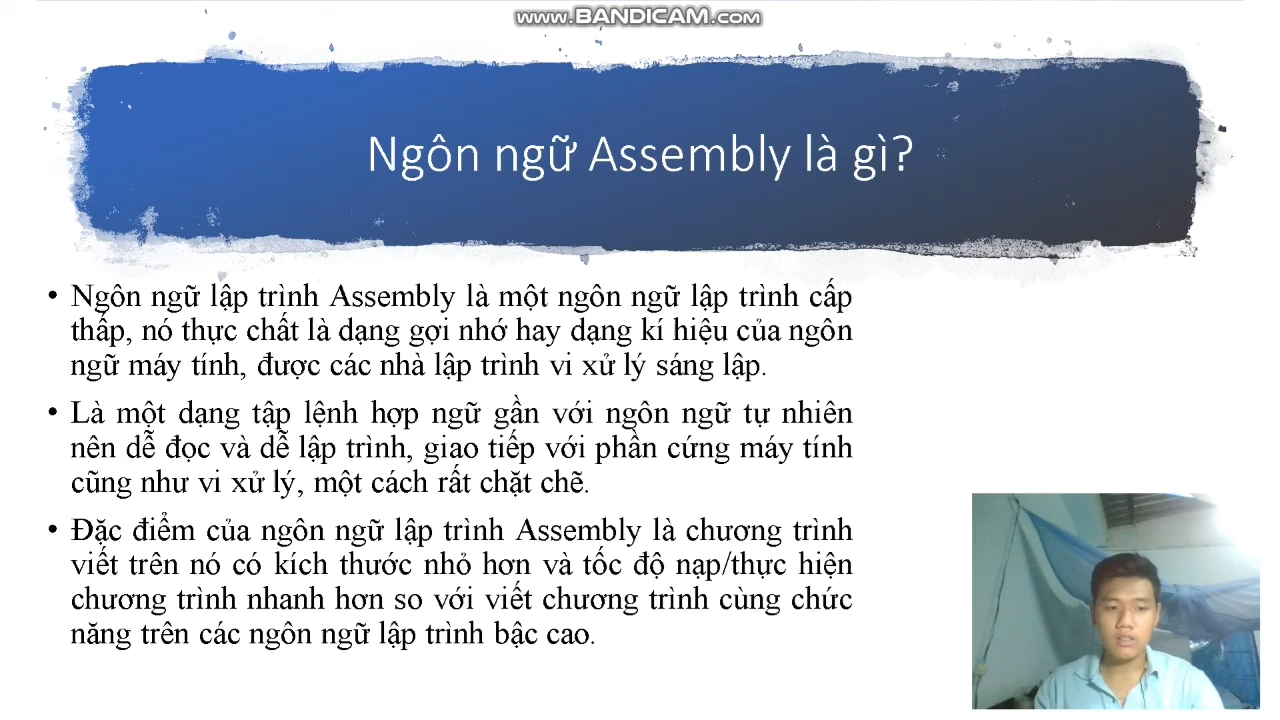 www.BANDICAM.com
Ngôn ngữ Assembly là gì?
• Ngôn ngữ lập trình Assembly là một ngôn ngữ lập trình cấp
thấp, nó thực chất là dạng gợi nhớ hay dạng kí hiệu của ngôn
ngữ máy tính, được các nhà lập trình vi xử lý sáng lập.
• Là một dạng tập lệnh hợp ngữ gần với ngôn ngữ tự nhiên
nên dễ đọc và dễ lập trình, giao tiếp với phần cứng máy tính
cũng như vi xử lý, một cách rất chặt chẽ.
• Đặc điểm của ngôn ngữ lập trình Assembly là chương trình
viết trên nó có kích thước nhỏ hơn và tốc độ nạp/thực hiện
chương trình nhanh hơn so với viết chương trình cùng chức
năng trên các ngôn ngữ lập trình bậc cao.